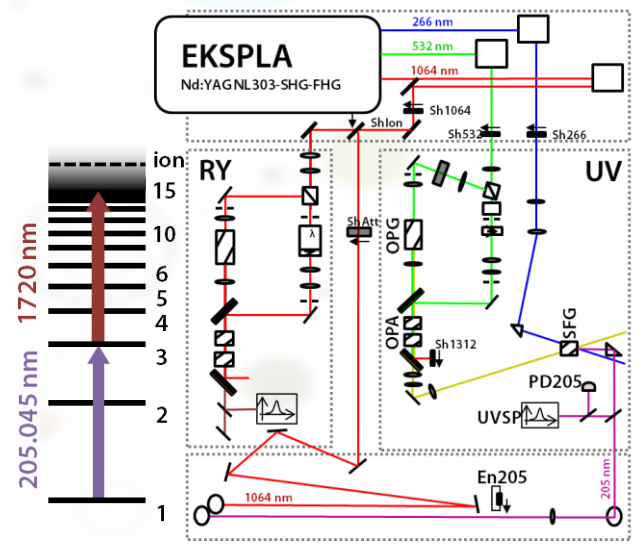 EKSPLA
Nd:YAG NL303-SHG-FHG
266 nm
532 nm
1064 nm
Sh1064
ShIon
Sh532
Sh266
RY
UV
ShAtt
λ
OPG
OPA
Sh1312
SFG
PD205
UVSP
En205
1064 nm
205 nm
ion
15
10
6
5
4
3
2
1
1720 nm
205.045 nm